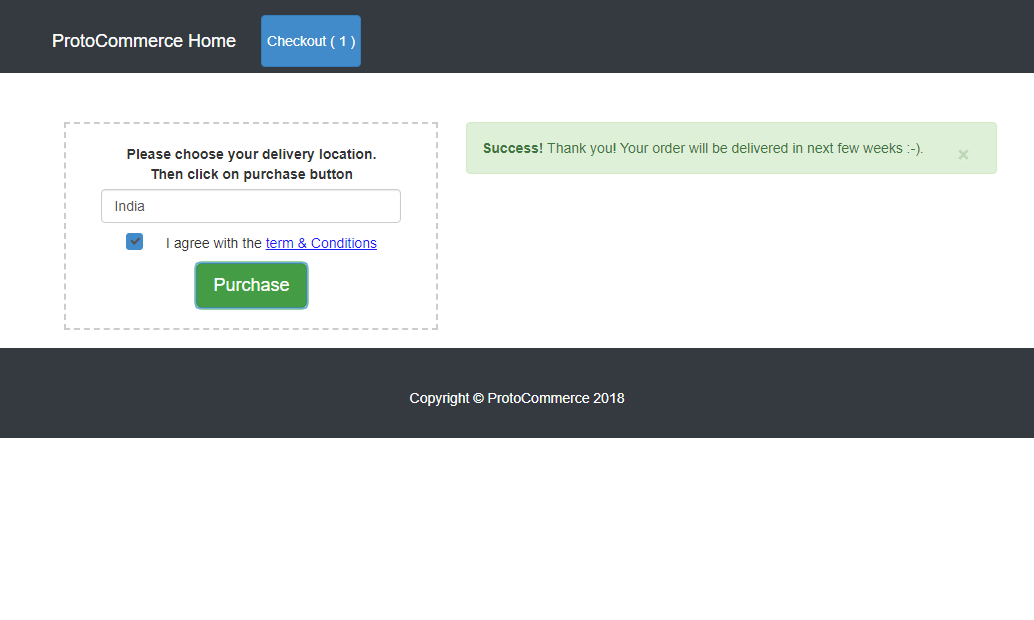 ProtoCommerce Home
Checkout ( 1 )
Please choose your delivery location.
Then click on purchase button
India
I agree with the term & Conditions
Purchase
Success! Thank you! Your order will be delivered in next few weeks :-).
×
Copyright © ProtoCommerce 2018